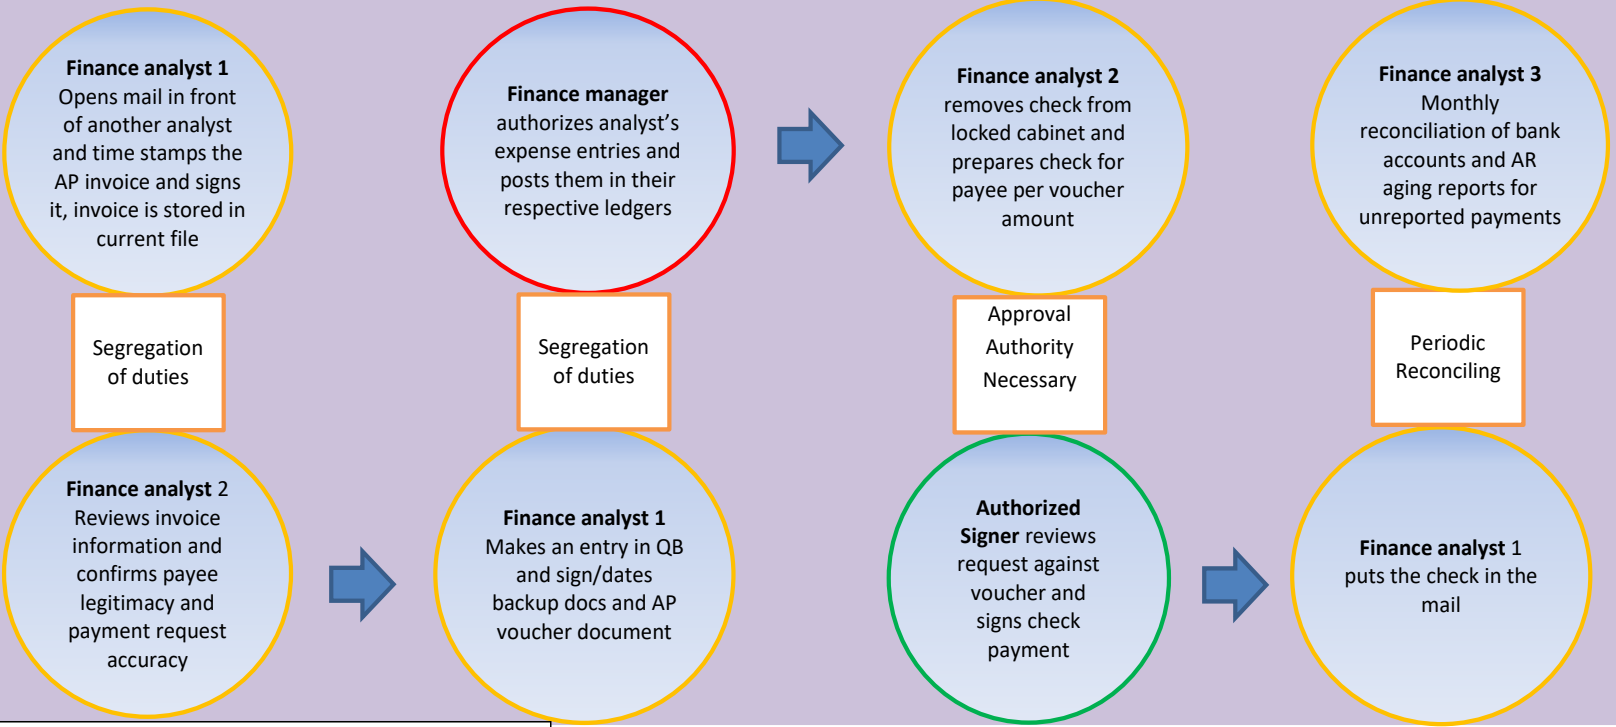 Finance analyst 1
Opens mail in front
of another analyst
and time stamps the
AP invoice and signs
it, invoice is stored in
current file
Segregation
of duties
Finance analyst 2
Reviews invoice
information and
confirms payee
legitimacy and
payment request
accuracy
Finance manager
authorizes analyst’s
expense entries and
posts them in their
respective ledgers
Segregation
of duties
Finance analyst 1
Makes an entry in QB
and sign/dates
backup docs and AP
voucher document
Finance analyst 2
removes check from
locked cabinet and
prepares check for
payee per voucher
amount
Approval
Authority
Necessary
Authorized
Signer reviews
request against
voucher and
signs check
payment
Finance analyst 3
Monthly
reconciliation of bank
accounts and AR
aging reports for
unreported payments
Periodic
Reconciling
Finance analyst 1
puts the check in the
mail